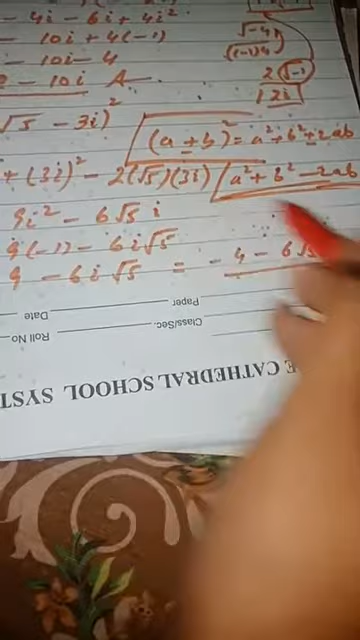 - 4i - 6i + 4i²
- 10i + 4(-1)
- 10i - 4
- 10i A
√-4
√(-1)4
2√-1
2i
√5 - 3i)²
(a + b)² = a² + b² + 2ab
+ (3i)² - 2(√5)(3i)
a² + b² - 2ab
9i² - 6√5 i
9(-1) - 6i√5
9 - 6i√5 = - 4 - 6√5
Paper
Date
Class/Sec.
Roll No
E CATHEDRAL SCHOOL SYST